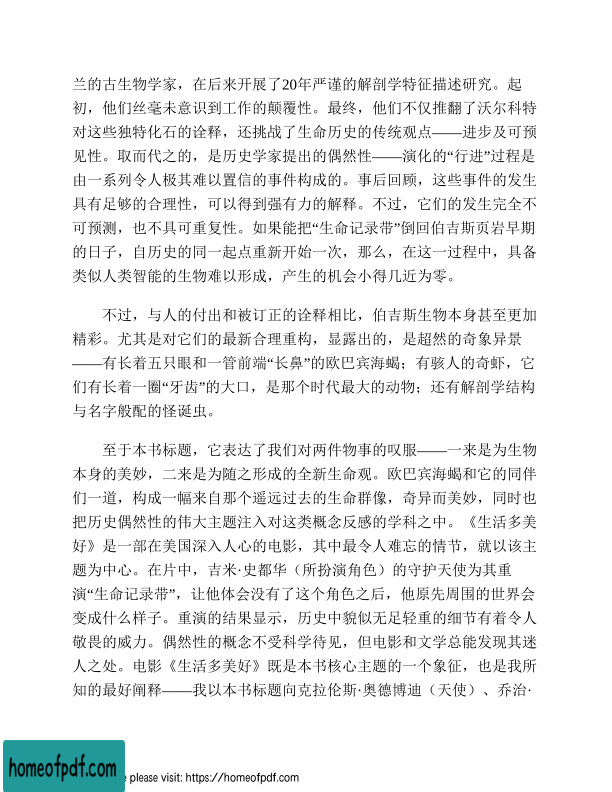 兰的古生物学家，在后来开展了20年严谨的解剖学特征描述研究。起
初，他们丝毫未意识到工作的颠覆性。最终，他们不仅推翻了沃尔科特
对这些独特化石的诠释，还挑战了生命历史的传统观点——进步及可预
见性。取而代之的，是历史学家提出的偶然性——演化的“行进”过程是
由一系列令人极其难以置信的事件构成的。事后回顾，这些事件的发生
具有足够的合理性，可以得到强有力的解释。不过，它们的发生完全不
可预测，也不具可重复性。如果能把“生命记录带”倒回伯吉斯页岩早期
的日子，自历史的同一起点重新开始一次，那么，在这一过程中，具备
类似人类智能的生物难以形成，产生的机会小得几近为零。
不过，与人的付出和被订正的诠释相比，伯吉斯生物本身甚至更加
精彩。尤其是对它们的最新合理重构，显露出的，是超然的奇象异景
——有长着五只眼和一管前端“长鼻”的欧巴宾海蝎；有骇人的奇虾，它
们有长着一圈“牙齿”的大口，是那个时代最大的动物；还有解剖学结构
与名字般配的怪诞虫。
至于本书标题，它表达了我们对两件物事的叹服——一来是为生物
本身的美妙，二来是为随之形成的全新生命观。欧巴宾海蝎和它的同伴
们一道，构成一幅来自那个遥远过去的生命群像，奇异而美妙，同时也
把历史偶然性的伟大主题注入对这类概念反感的学科之中。《生活多美
好》是一部在美国深入人心的电影，其中最令人难忘的情节，就以该主
题为中心。在片中，吉米·史都华（所扮演角色）的守护天使为其重
演“生命记录带”，让他体会没有了这个角色之后，他原先周围的世界会
变成什么样子。重演的结果显示，历史中貌似无足轻重的细节有着令人
敬畏的威力。偶然性的概念不受科学待见，但电影和文学总能发现其迷
人之处。电影《生活多美好》既是本书核心主题的一个象征，也是我所
知的最好阐释——我以本书标题向克拉伦斯·奥德博迪（天使）、乔治·
homeofpdf.com
e please visit: https://homeofpdf.com